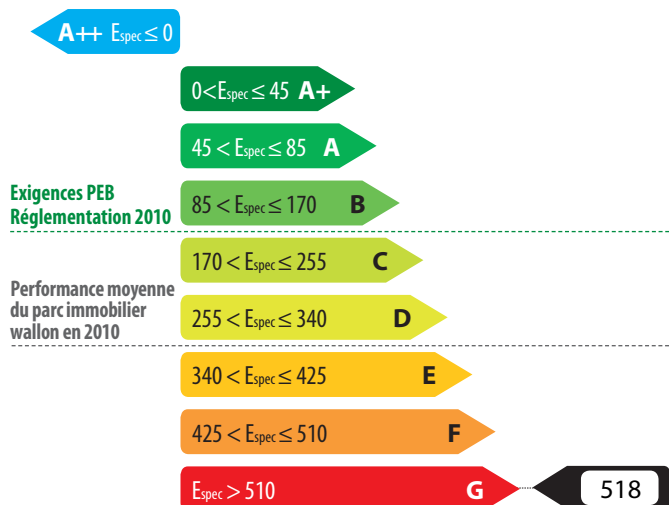 A++ Espec ≤ 0
0<Espec ≤ 45 A+
45 < Espec ≤ 85 A
Exigences PEB
Réglementation 2010
85 < Espec ≤ 170 B
170 < Espec ≤ 255 C
Performance moyenne
du parc immobilier
wallon en 2010
255 < Espec ≤ 340 D
340 < Espec ≤ 425 E
425 < Espec ≤ 510 F
Espec > 510 G 518